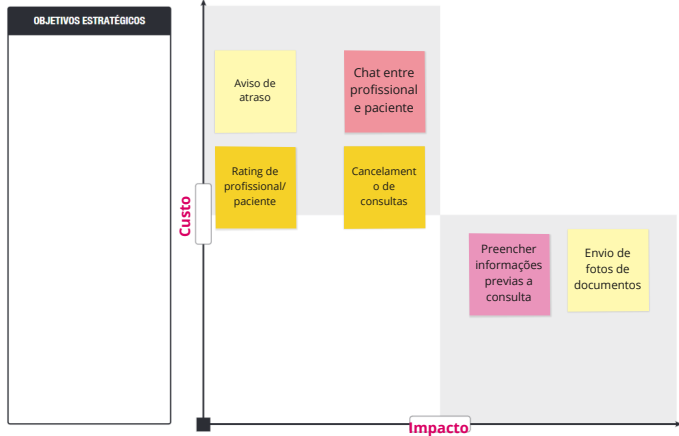 OBJETIVOS ESTRATÉGICOS
Aviso de
atraso
Chat entre
profissional
e paciente
Rating de
profissional/
paciente
Cancelament
o de
consultas
Custo
Preencher
informações
previas a
consulta
Envio de
fotos de
documentos
Impacto